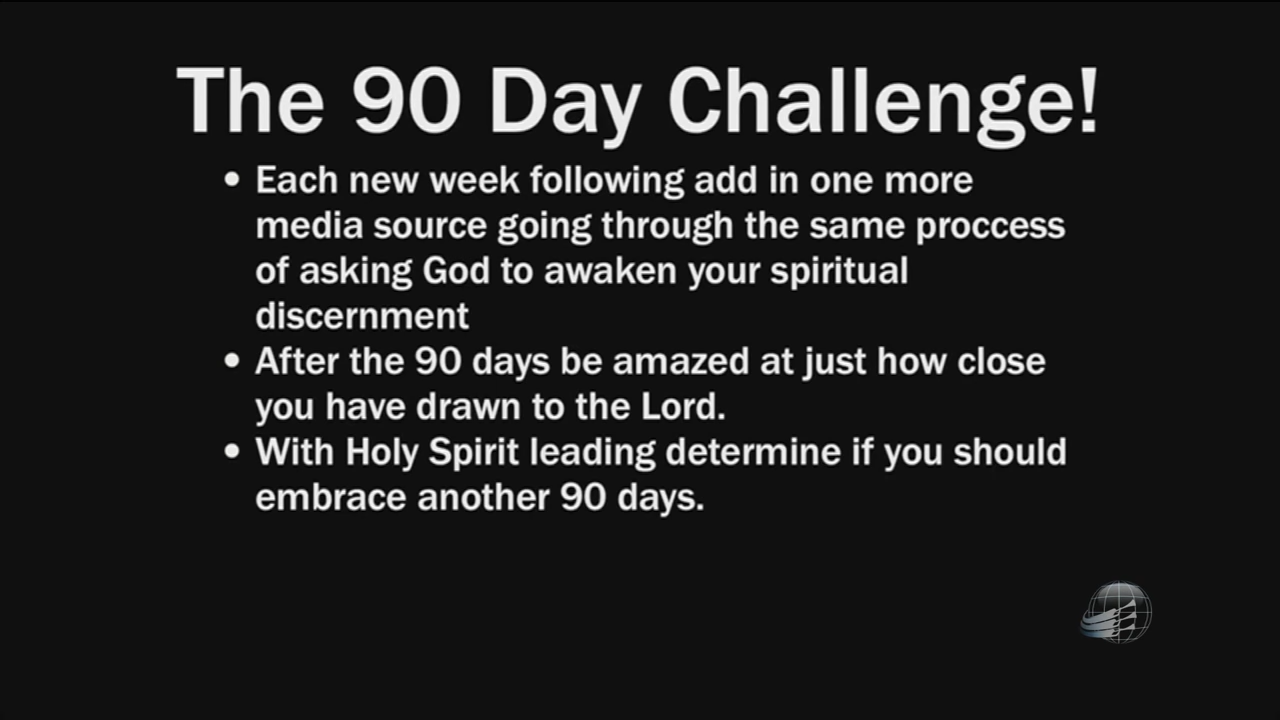 The 90 Day Challenge!
• Each new week following add in one more
media source going through the same proccess
of asking God to awaken your spiritual
discernment
• After the 90 days be amazed at just how close
you have drawn to the Lord.
• With Holy Spirit leading determine if you should
embrace another 90 days.